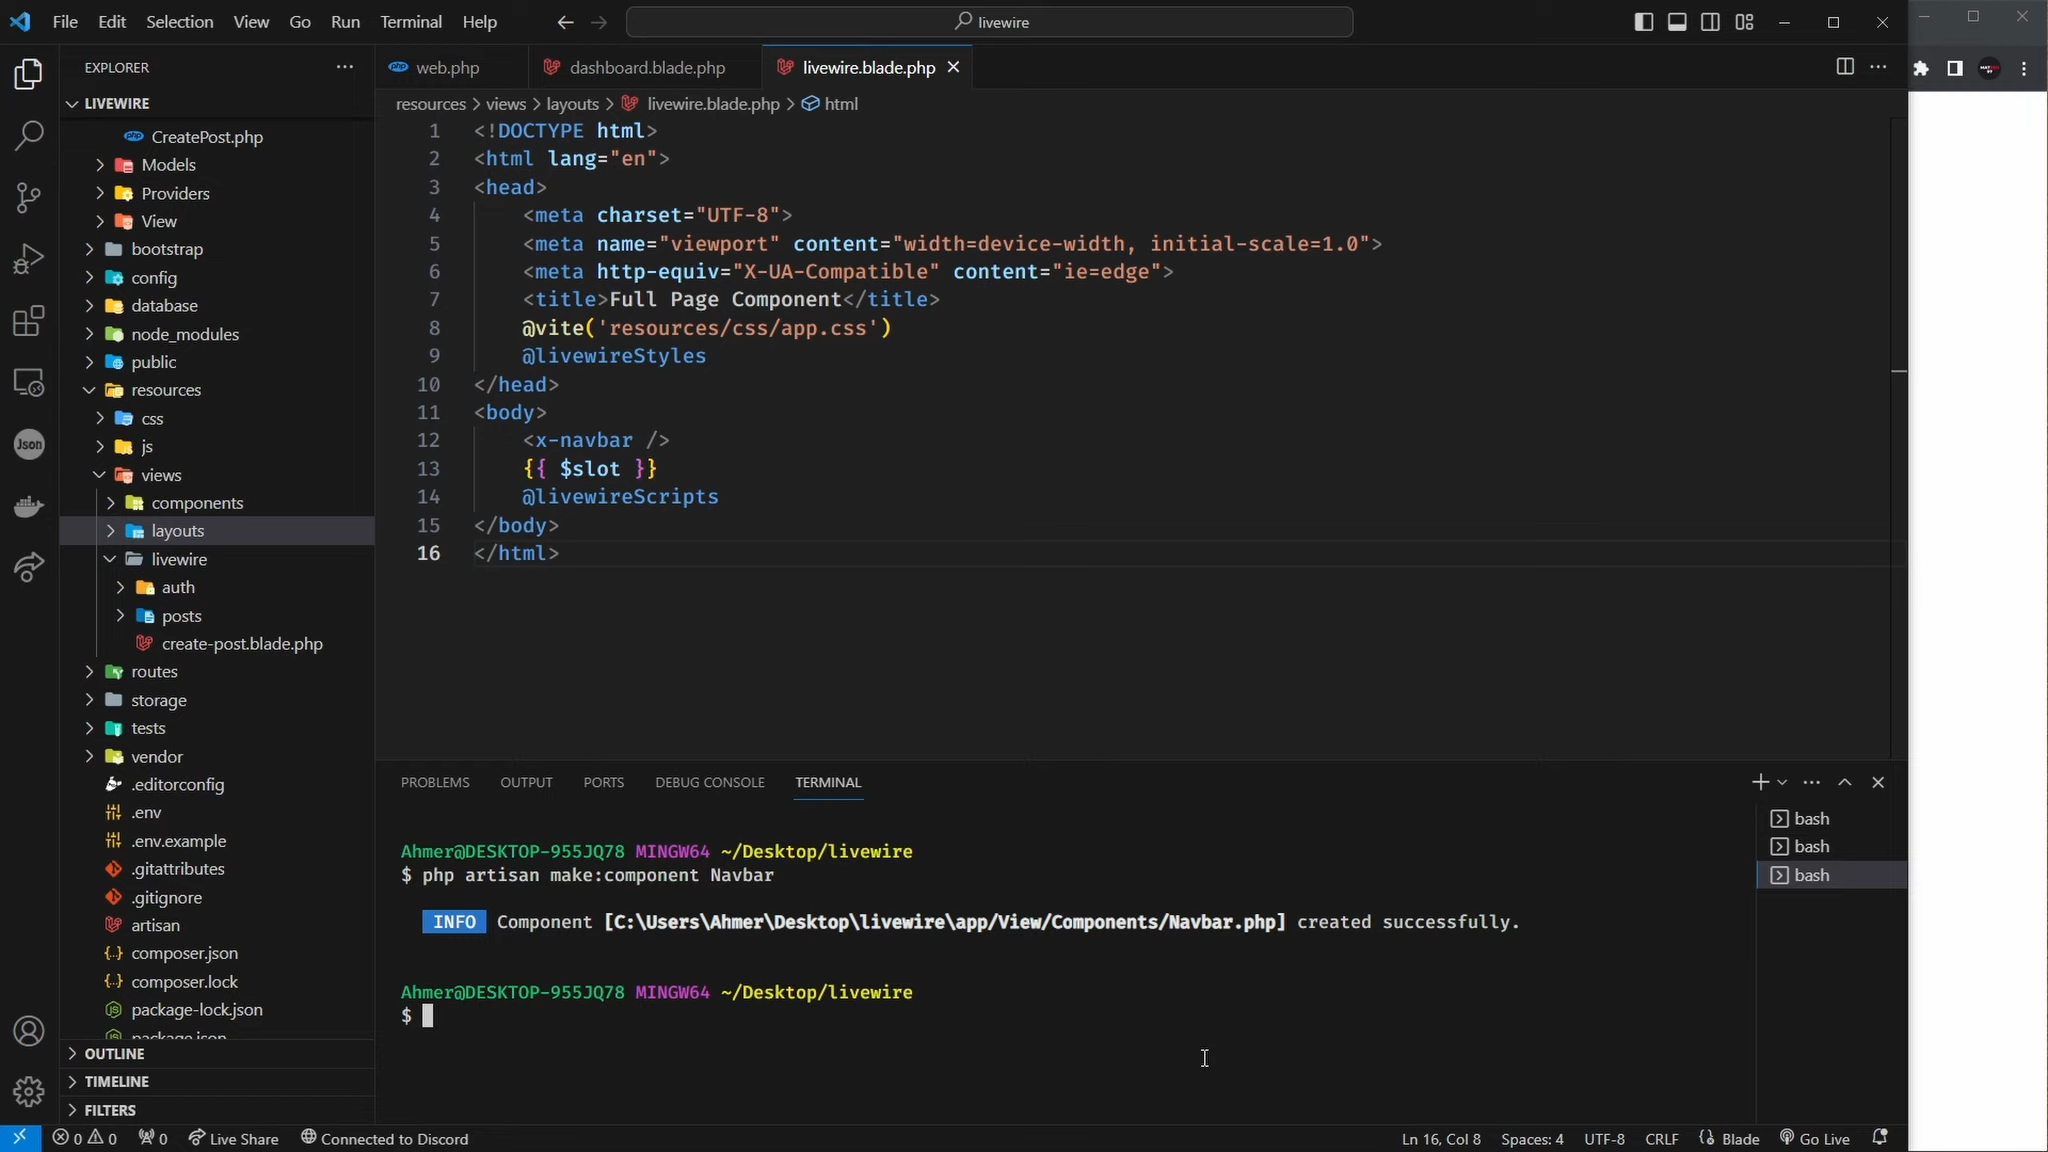 File Edit Selection View Go Run Terminal Help
livewire
EXPLORER
LIVEWIRE
CreatePost.php
Models
Providers
View
bootstrap
config
database
node_modules
public
resources
css
js
views
components
layouts
livewire
auth
posts
create-post.blade.php
routes
storage
tests
vendor
.editorconfig
.env
.env.example
.gitattributes
.gitignore
artisan
composer.json
composer.lock
package-lock.json
package.json
OUTLINE
TIMELINE
FILTERS
Json
web.php dashboard.blade.php livewire.blade.php
resources > views > layouts > livewire.blade.php > html
1 <!DOCTYPE html>
2 <html lang="en">
3 <head>
4 <meta charset="UTF-8">
5 <meta name="viewport" content="width=device-width, initial-scale=1.0">
6 <meta http-equiv="X-UA-Compatible" content="ie=edge">
7 <title>Full Page Component</title>
8 @vite('resources/css/app.css')
9 @livewireStyles
10 </head>
11 <body>
12 <x-navbar />
13 {{ $slot }}
14 @livewireScripts
15 </body>
16 </html>
PROBLEMS OUTPUT PORTS DEBUG CONSOLE TERMINAL
Ahmer@DESKTOP-955JQ78 MINGW64 ~/Desktop/livewire
$ php artisan make:component Navbar
INFO Component [C:\Users\Ahmer\Desktop\livewire\app/View/Components/Navbar.php] created successfully.
Ahmer@DESKTOP-955JQ78 MINGW64 ~/Desktop/livewire
$
bash
bash
bash
0 0 0 Live Share Connected to Discord Ln 16, Col 8 Spaces: 4 UTF-8 CRLF Blade Go Live